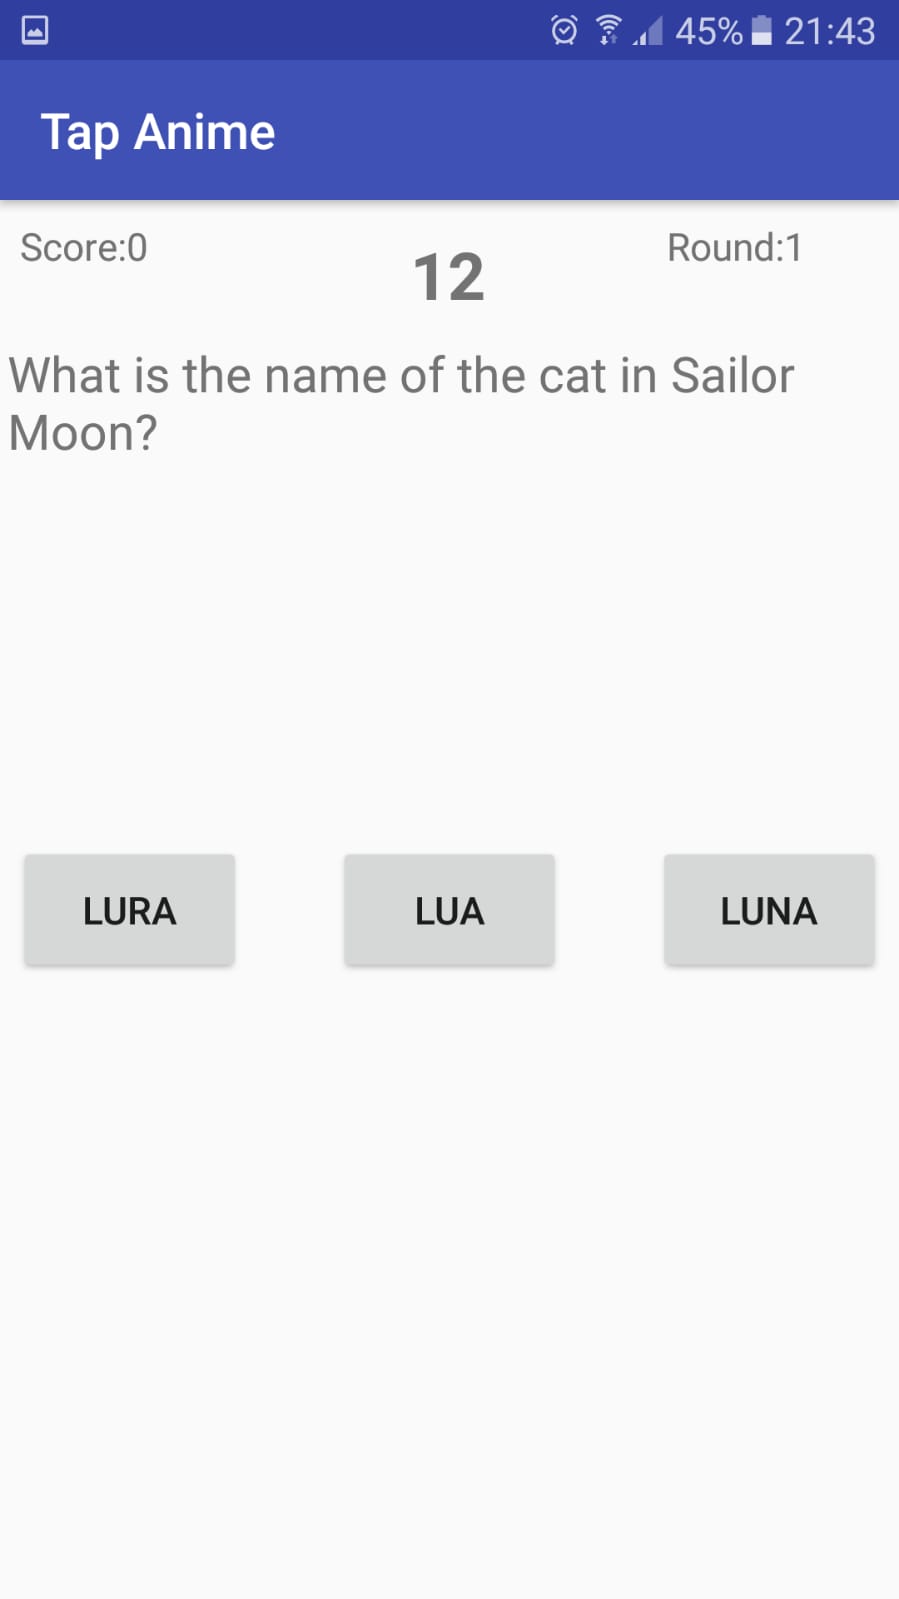 45% 21:43
Tap Anime
Score:0
12
Round:1
What is the name of the cat in Sailor
Moon?
LURA
LUA
LUNA